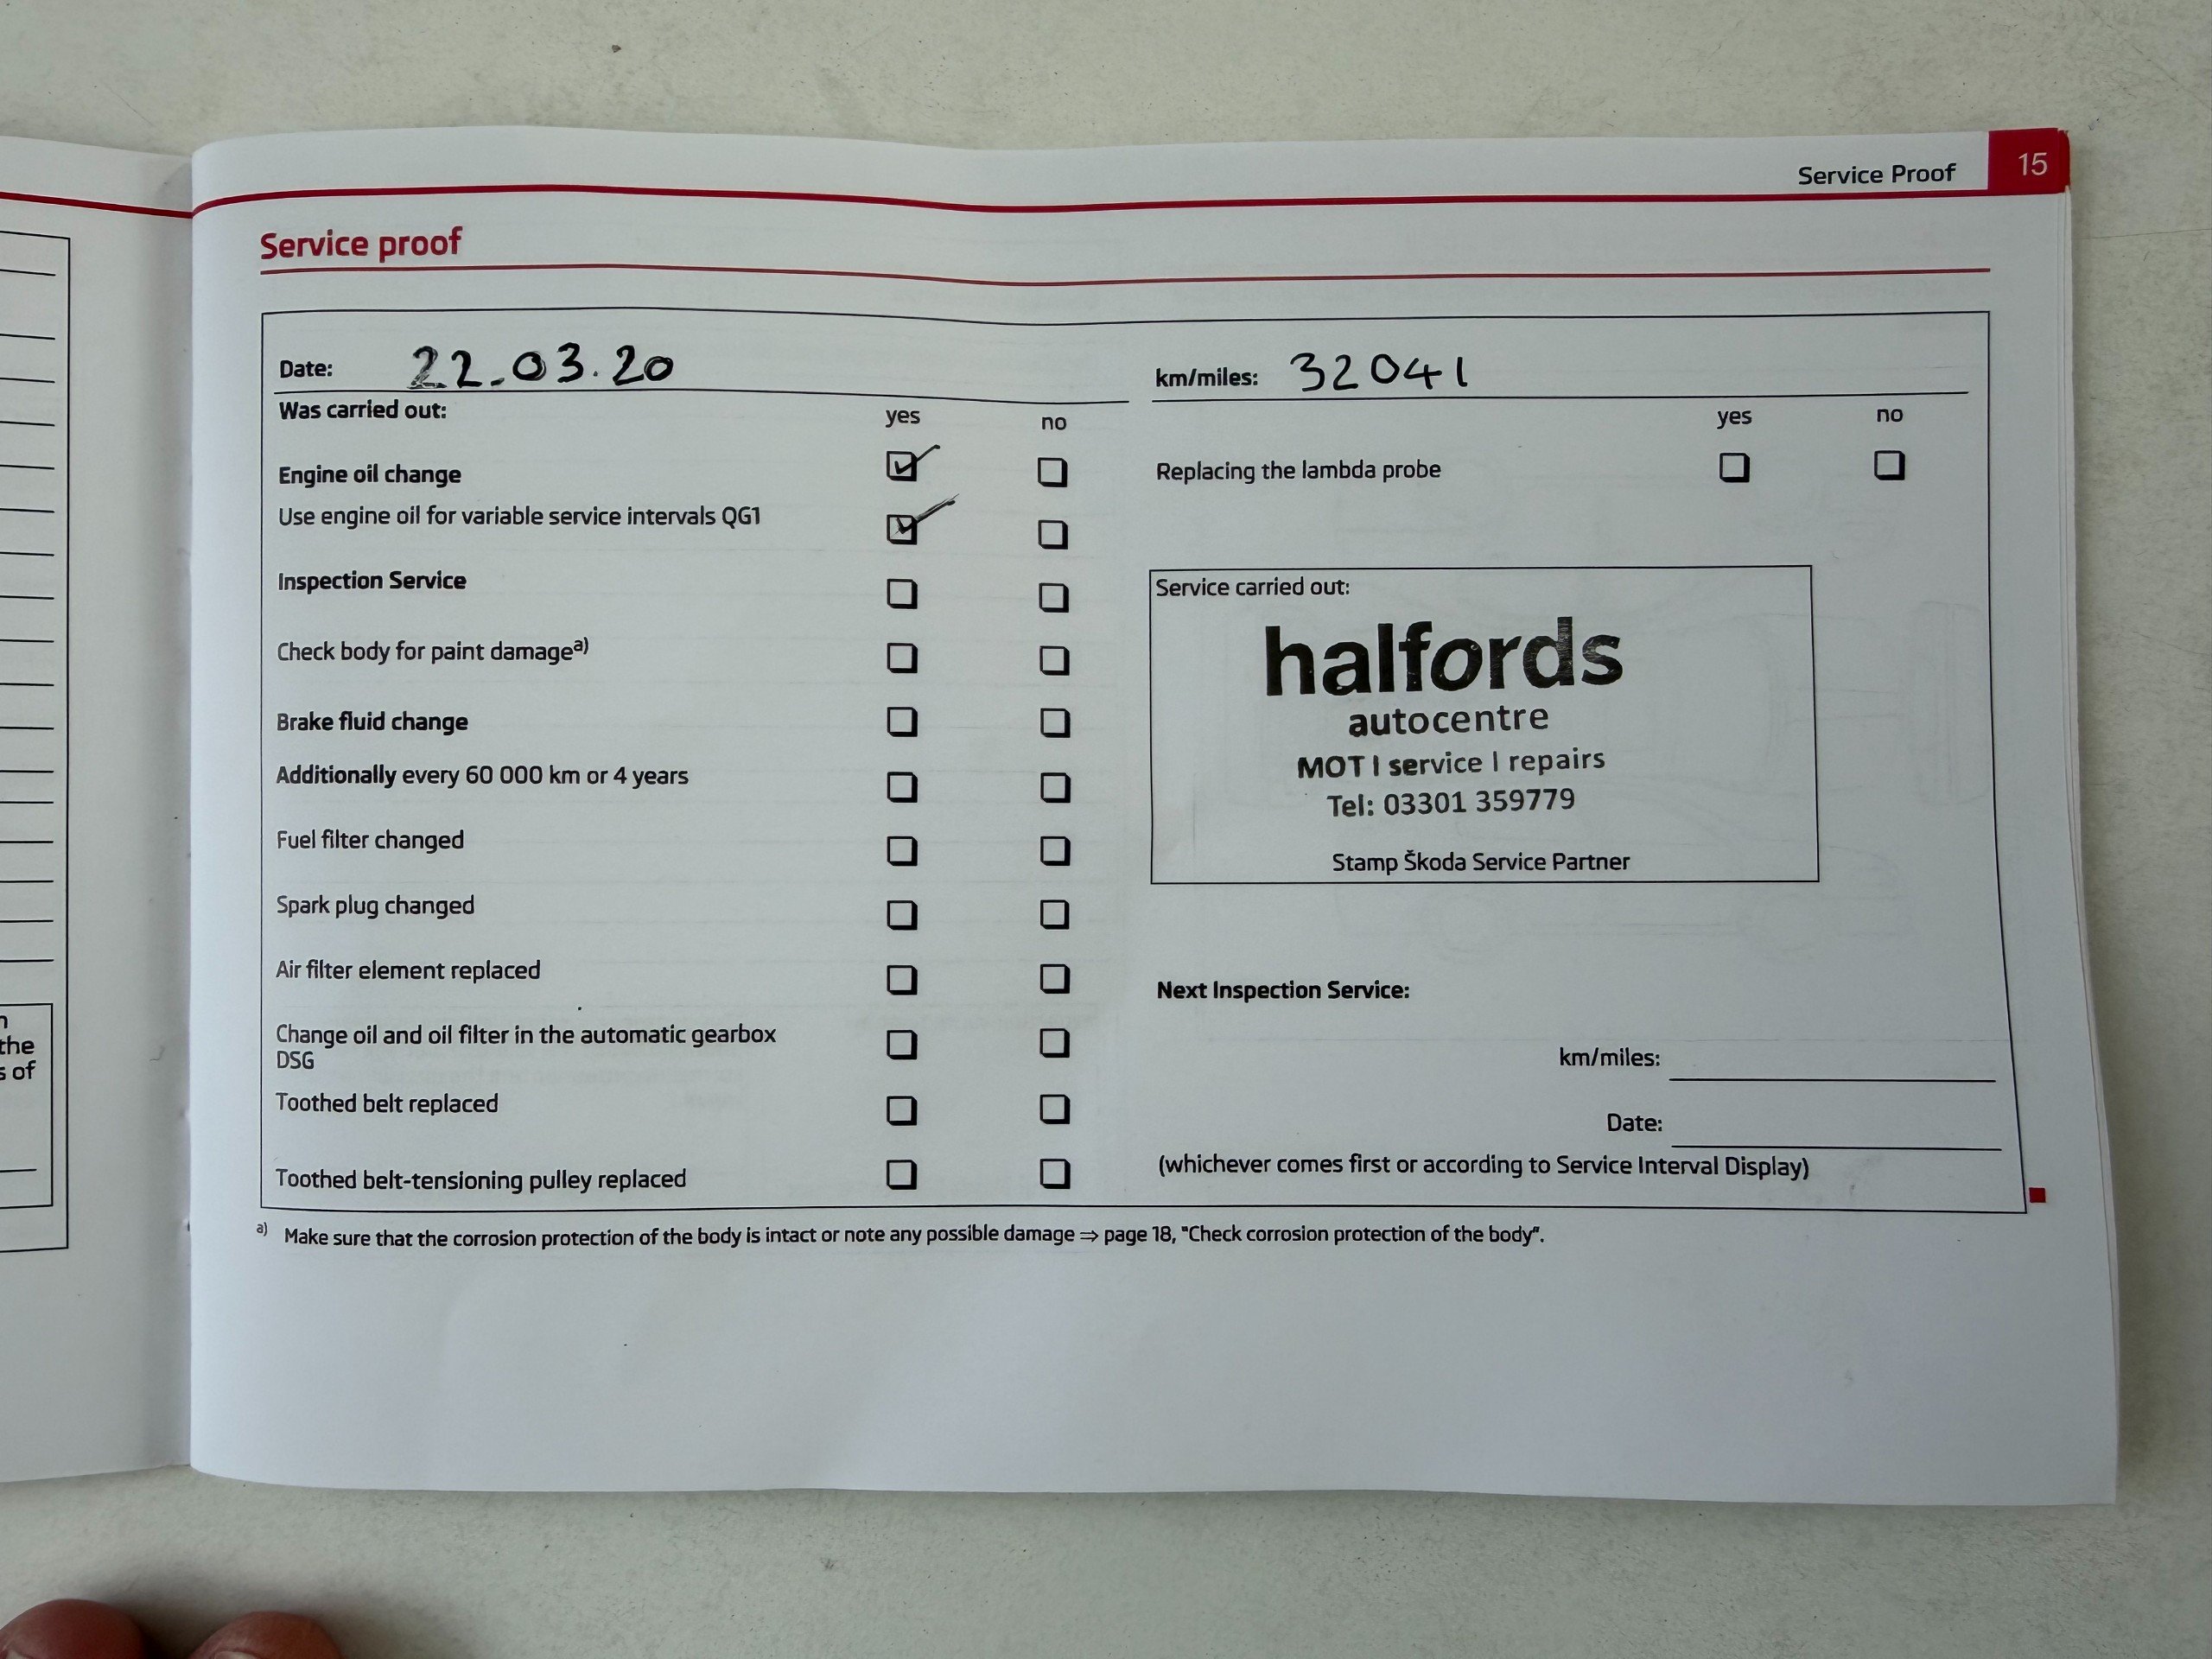 Service Proof 15
Service proof
Date: 22.03.20
km/miles: 32041
Was carried out: yes no
Engine oil change
Use engine oil for variable service intervals QG1
Inspection Service
Check body for paint damage a)
Brake fluid change
Additionally every 60 000 km or 4 years
Fuel filter changed
Spark plug changed
Air filter element replaced
Change oil and oil filter in the automatic gearbox
DSG
Toothed belt replaced
Toothed belt-tensioning pulley replaced
yes no
Replacing the lambda probe
Service carried out:
halfords
autocentre
MOT I service I repairs
Tel: 03301 359779
Stamp Škoda Service Partner
Next Inspection Service:
km/miles:
Date:
(whichever comes first or according to Service Interval Display)
a) Make sure that the corrosion protection of the body is intact or note any possible damage ⇒ page 18, "Check corrosion protection of the body".
the
s of